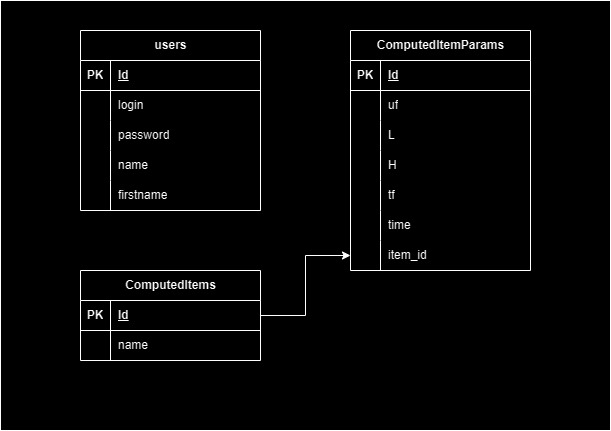 users
PK Id
login
password
name
firstname
ComputedItemParams
PK Id
uf
L
H
tf
time
item_id
ComputedItems
PK Id
name